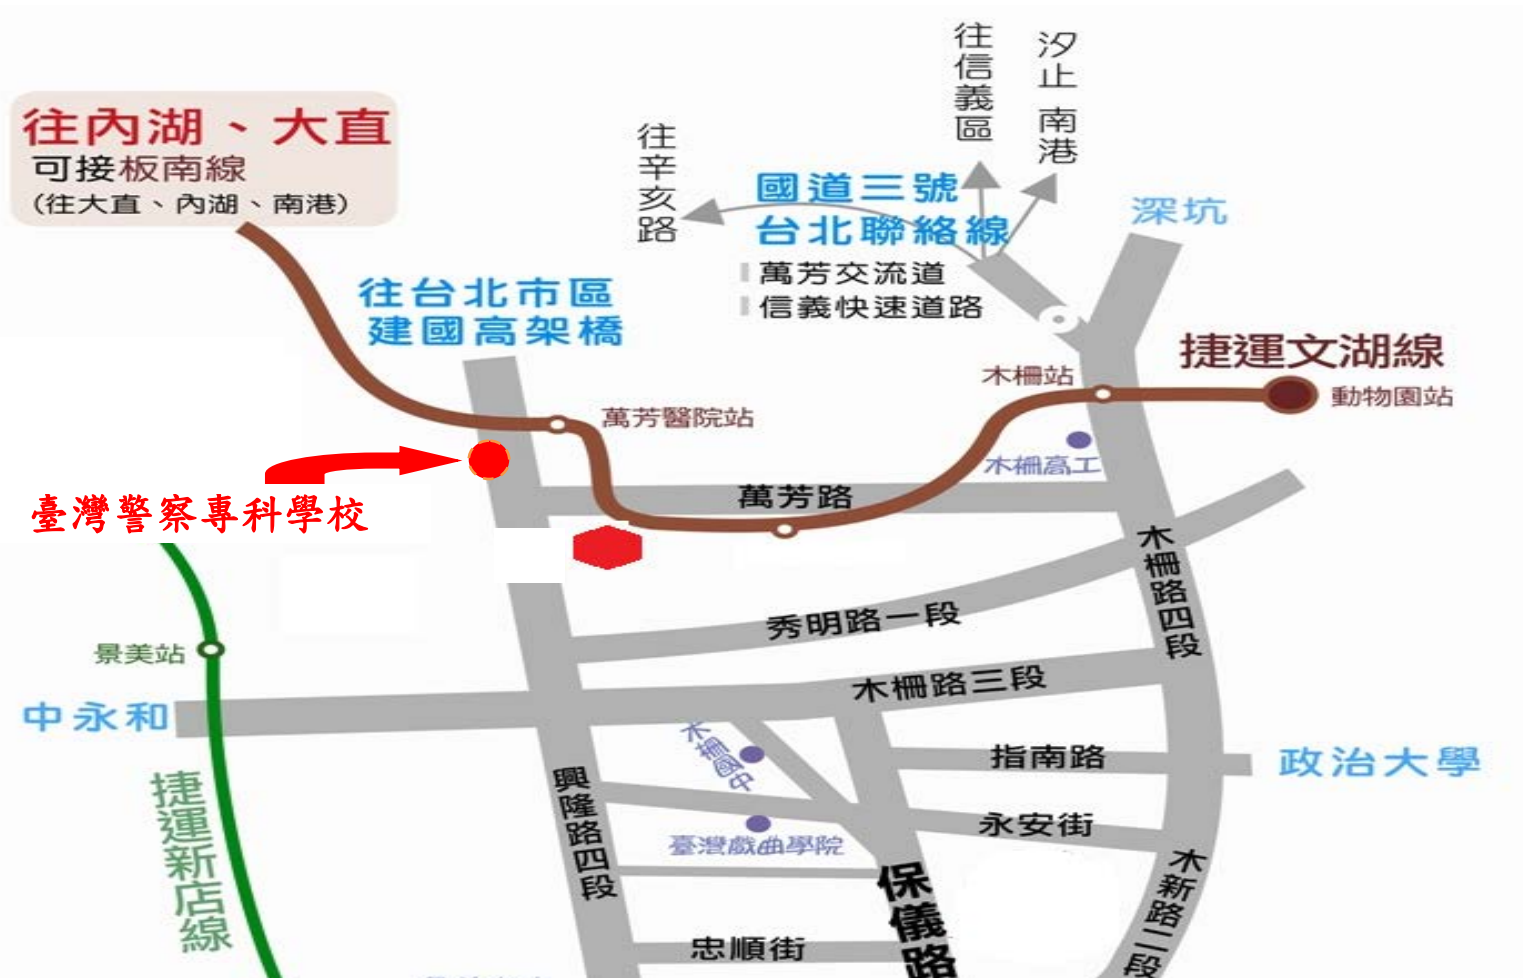 往信義區
汐止 南港
往內湖、大直
可接板南線
(往大直、內湖、南港)
往辛亥路
國道三號
台北聯絡線
萬芳交流道
信義快速道路
深坑
往台北市區
建國高架橋
捷運文湖線
木柵站
動物園站
萬芳醫院站
木柵高工
臺灣警察專科學校
萬芳路
木柵路四段
秀明路一段
景美站
木柵路三段
中永和
木柵國中
指南路
政治大學
捷運新店線
興隆路四段
永安街
臺灣戲曲學院
木新路二段
保儀路
忠順街